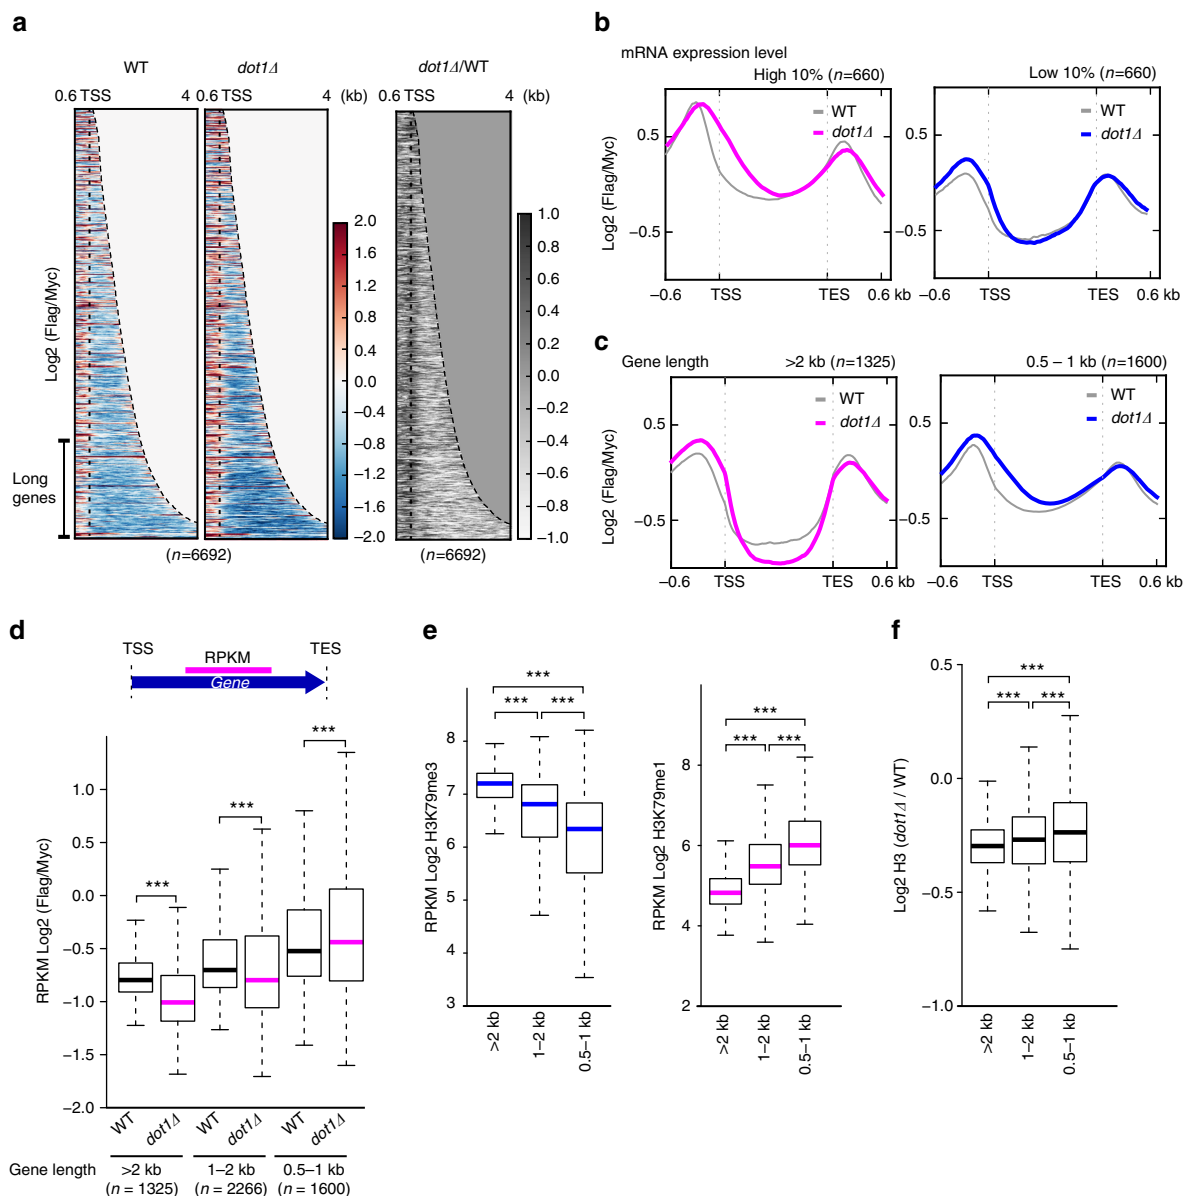 a
WT
dot1Δ
dot1Δ/WT
0.6 TSS 4
0.6 TSS 4 (kb)
0.6 TSS 4 (kb)
Log2 (Flag/Myc)
Long
genes
2.0
1.6
1.2
0.8
0.4
0.0
−0.4
−0.8
−1.2
−1.6
−2.0
1.0
0.8
0.6
0.4
0.2
0.0
−0.2
−0.4
−0.6
−0.8
−1.0
(n=6692)
(n=6692)
b
mRNA expression level
High 10% (n=660)
Low 10% (n=660)
Log2 (Flag/Myc)
0.5
−0.5
WT
dot1Δ
−0.6 TSS TES 0.6 kb
0.5
−0.5
WT
dot1Δ
−0.6 TSS TES 0.6 kb
c
Gene length
>2 kb (n=1325)
0.5 – 1 kb (n=1600)
Log2 (Flag/Myc)
0.5
−0.5
WT
dot1Δ
−0.6 TSS TES 0.6 kb
0.5
−0.5
WT
dot1Δ
−0.6 TSS TES 0.6 kb
d
TSS
TES
RPKM
Gene
RPKM Log2 (Flag/Myc)
1.0
0.5
0.0
−0.5
−1.0
−1.5
−2.0
***
***
***
WT dot1Δ WT dot1Δ WT dot1Δ
Gene length >2 kb 1–2 kb 0.5–1 kb
(n = 1325) (n = 2266) (n = 1600)
e
RPKM Log2 H3K79me3
8
7
6
5
4
3
***
*** ***
>2 kb
1–2 kb
0.5–1 kb
RPKM Log2 H3K79me1
8
6
4
2
***
*** ***
>2 kb
1–2 kb
0.5–1 kb
f
Log2 H3 (dot1Δ / WT)
0.5
0.0
−0.5
−1.0
***
*** ***
>2 kb
1–2 kb
0.5–1 kb